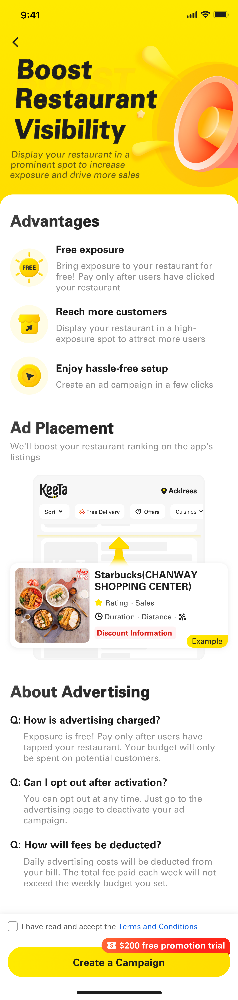 9:41
Boost
Restaurant
Visibility
Display your restaurant in a
prominent spot to increase
exposure and drive more sales
Advantages
FREE
Free exposure
Bring exposure to your restaurant for
free! Pay only after users have clicked
your restaurant
Reach more customers
Display your restaurant in a high-
exposure spot to attract more users
Enjoy hassle-free setup
Create an ad campaign in a few clicks
Ad Placement
We'll boost your restaurant ranking on the app's
listings
KeeTa
Address
Sort
Free Delivery
Offers
Cuisines
南記
Starbucks(CHANWAY
SHOPPING CENTER)
Rating · Sales
Duration · Distance ·
Discount Information
Example
About Advertising
Q: How is advertising charged?
Exposure is free! Pay only after users have
tapped your restaurant. Your budget will only
be spent on potential customers.
Q: Can I opt out after activation?
You can opt out at any time. Just go to the
advertising page to deactivate your ad
campaign.
Q: How will fees be deducted?
Daily advertising costs will be deducted from
your bill. The total fee paid each week will not
exceed the weekly budget you set.
I have read and accept the Terms and Conditions
$200 free promotion trial
Create a Campaign